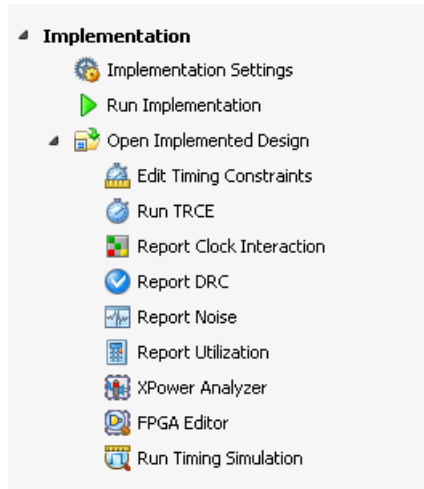 Implementation
Implementation Settings
Run Implementation
Open Implemented Design
Edit Timing Constraints
Run TRCE
Report Clock Interaction
Report DRC
Report Noise
Report Utilization
XPower Analyzer
FPGA Editor
Run Timing Simulation